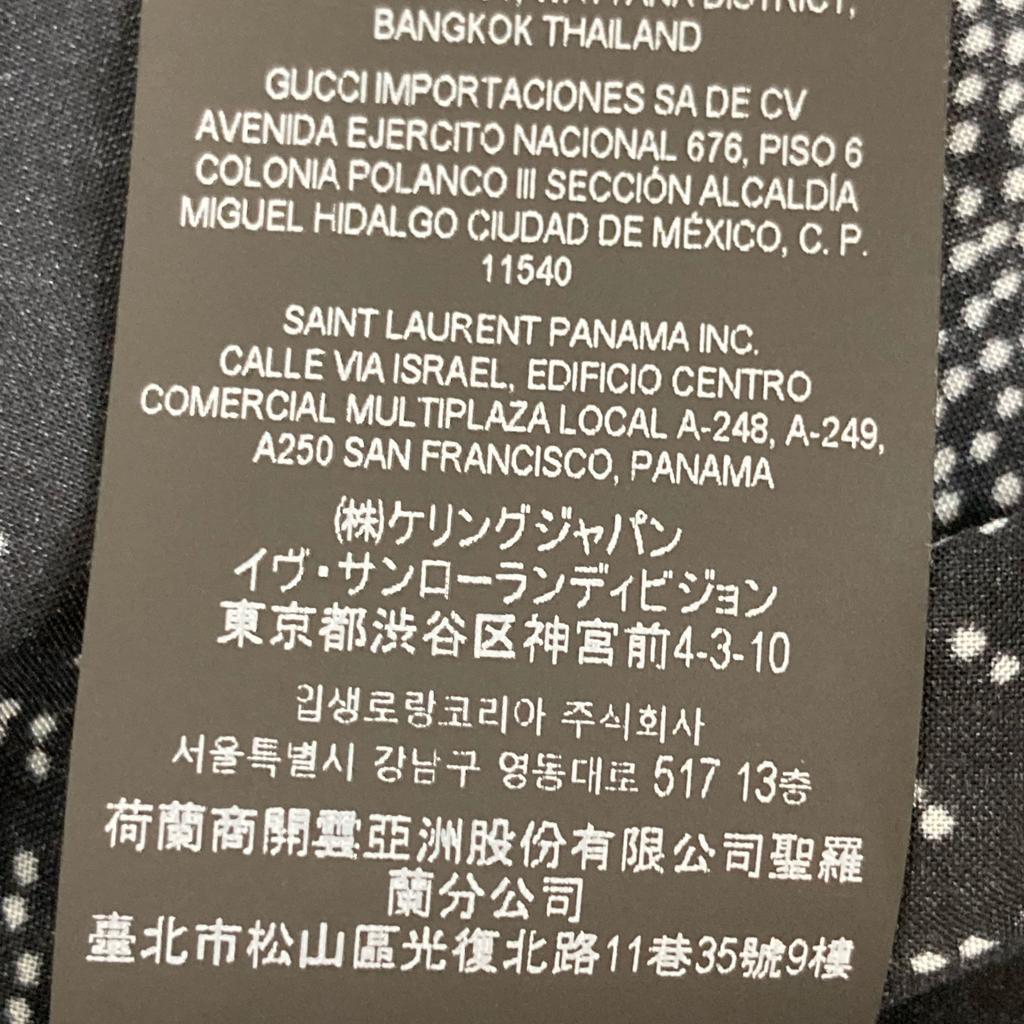 WATTANA DISTRICT,
BANGKOK THAILAND
GUCCI IMPORTACIONES SA DE CV
AVENIDA EJERCITO NACIONAL 676, PISO 6
COLONIA POLANCO III SECCIÓN ALCALDÍA
MIGUEL HIDALGO CIUDAD DE MÉXICO, C. P.
11540
SAINT LAURENT PANAMA INC.
CALLE VIA ISRAEL, EDIFICIO CENTRO
COMERCIAL MULTIPLAZA LOCAL A-248, A-249,
A250 SAN FRANCISCO, PANAMA
(株)ケリングジャパン
イヴ・サンローランディビジョン
東京都渋谷区神宮前4-3-10
입생로랑코리아 주식회사
서울특별시 강남구 영동대로 517 13층
荷蘭商開雲亞洲股份有限公司聖羅
蘭分公司
臺北市松山區光復北路11巷35號9樓